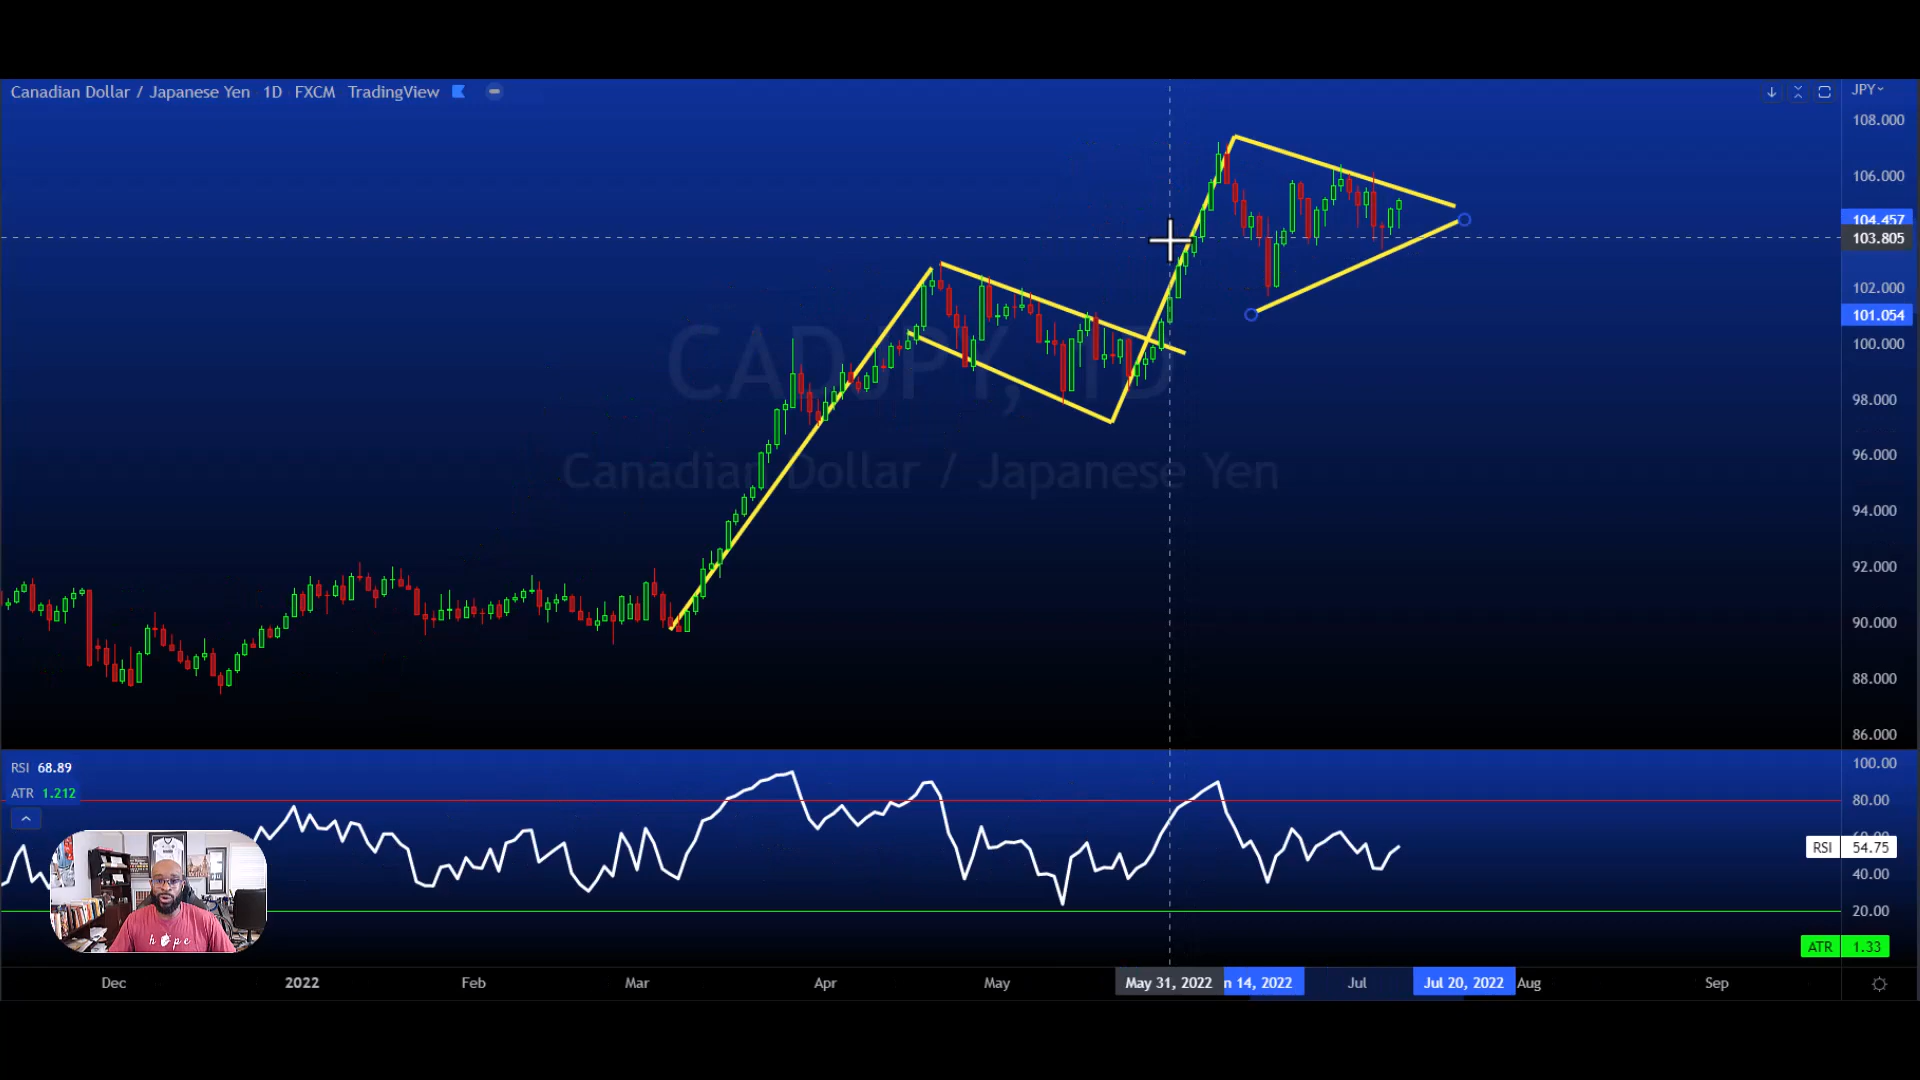 Canadian Dollar / Japanese Yen 1D FXCM TradingView
JPY
108.000
106.000
104.457
103.805
102.000
101.054
100.000
98.000
96.000
94.000
92.000
90.000
88.000
86.000
CADJPY, 1D
Canadian Dollar / Japanese Yen
RSI 68.89
ATR 1.212
100.00
80.00
60.00
RSI 54.75
40.00
20.00
ATR 1.33
hope
Dec 2022 Feb Mar Apr May May 31, 2022 n 14, 2022 Jul Jul 20, 2022 Aug Sep